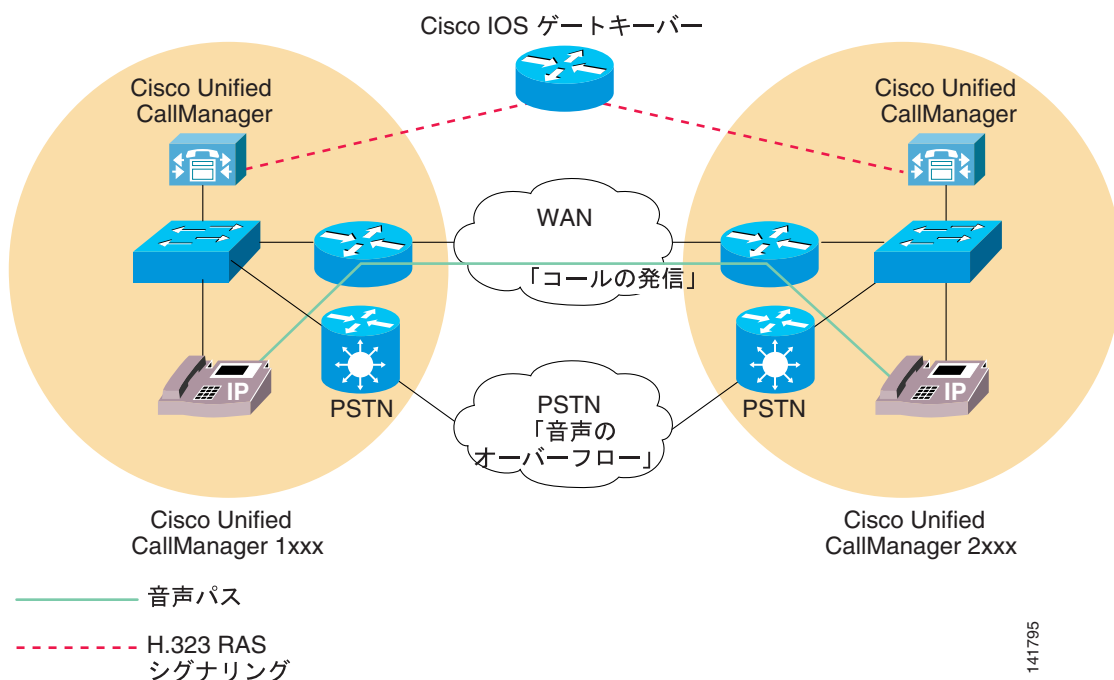 Cisco IOS ゲートキーバー
Cisco Unified
CallManager
Cisco Unified
CallManager
WAN
「コールの発信」
IP
PSTN
PSTN
「音声の
オーバーフロー」
PSTN
IP
Cisco Unified
CallManager 1xxx
Cisco Unified
CallManager 2xxx
音声パス
H.323 RAS
シグナリング
141795